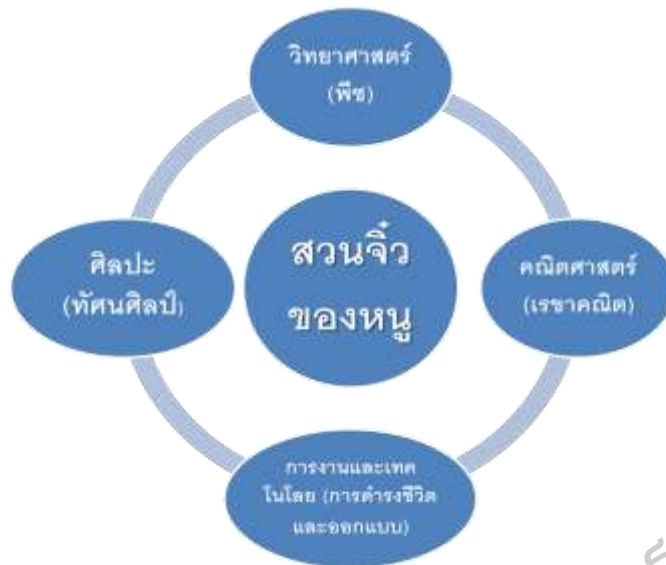 วิทยาศาสตร์
(พืช)
สวนจิ๋ว
ของหนู
ศิลปะ
(ทัศนศิลป์)
คณิตศาสตร์
(เรขาคณิต)
การงานและเทค
โนโลย (การดำรงชีวิต
และออกแบบ)